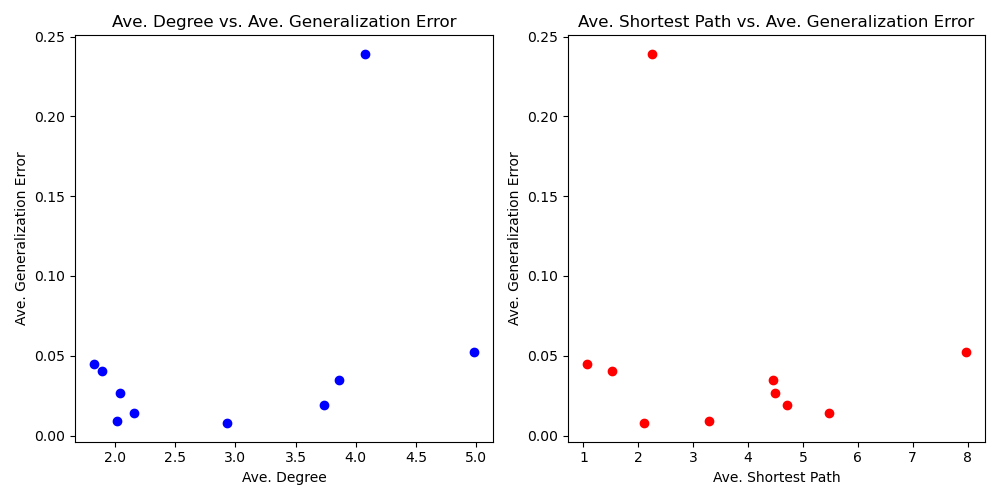 Ave. Degree vs. Ave. Generalization Error
Ave. Generalization Error
0.25
0.20
0.15
0.10
0.05
0.00
2.0 2.5 3.0 3.5 4.0 4.5 5.0
Ave. Degree
Ave. Shortest Path vs. Ave. Generalization Error
Ave. Generalization Error
0.25
0.20
0.15
0.10
0.05
0.00
1 2 3 4 5 6 7 8
Ave. Shortest Path